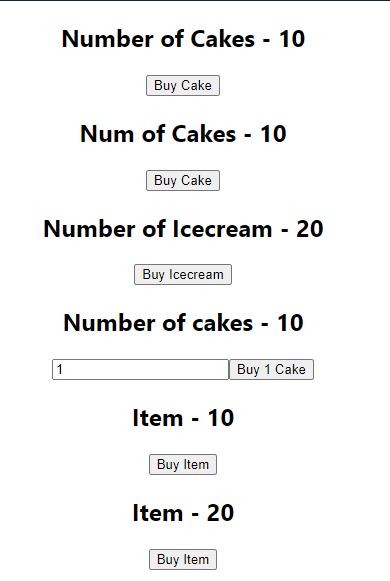 Number of Cakes - 10
Buy Cake
Num of Cakes - 10
Buy Cake
Number of Icecream - 20
Buy Icecream
Number of cakes - 10
1 Buy 1 Cake
Item - 10
Buy Item
Item - 20
Buy Item